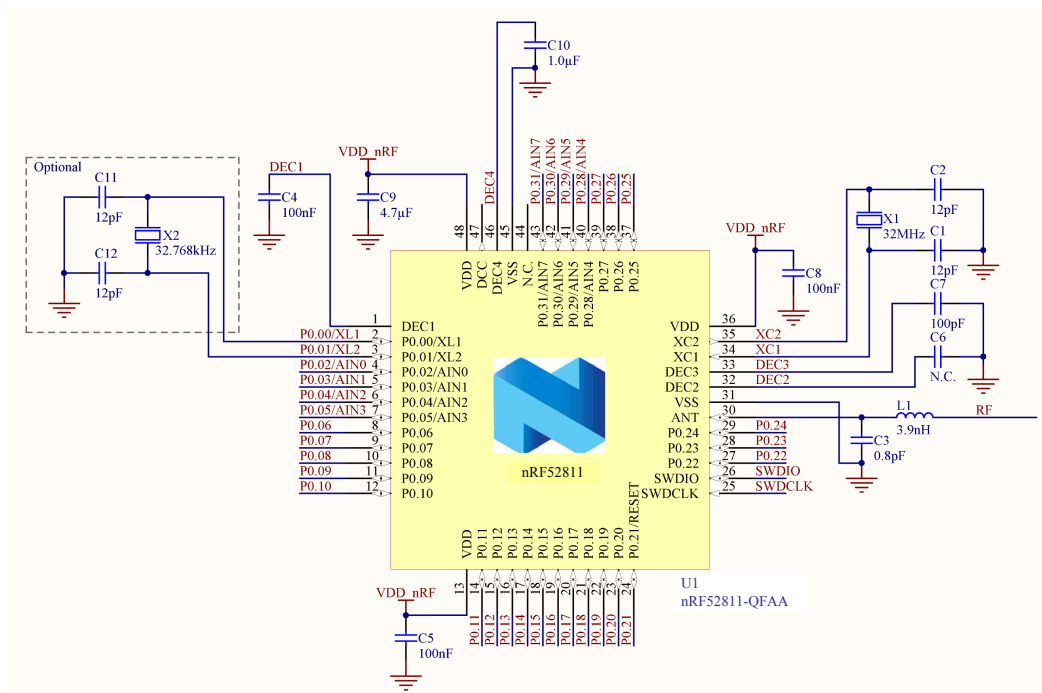 C10
1.0µF
Optional
C11
12pF
X2
32.768kHz
C12
12pF
DEC1
C4
100nF
VDD_nRF
C9
4.7µF
DEC4
P0.31/AIN7
P0.30/AIN6
P0.29/AIN5
P0.28/AIN4
P0.27
P0.26
P0.25
48
47
46
45
44
43
42
41
40
39
38
37
VDD
DCC
DEC4
VSS
N.C.
P0.31/AIN7
P0.30/AIN6
P0.29/AIN5
P0.28/AIN4
P0.27
P0.26
P0.25
C2
12pF
X1
32MHz
C1
12pF
C7
100pF
C6
N.C.
VDD_nRF
C8
100nF
1 DEC1
P0.00/XL1 2 P0.00/XL1
P0.01/XL2 3 P0.01/XL2
P0.02/AIN0 4 P0.02/AIN0
P0.03/AIN1 5 P0.03/AIN1
P0.04/AIN2 6 P0.04/AIN2
P0.05/AIN3 7 P0.05/AIN3
P0.06 8 P0.06
P0.07 9 P0.07
P0.08 10 P0.08
P0.09 11 P0.09
P0.10 12 P0.10
VDD 36
XC2 35 XC2
XC1 34 XC1
DEC3 33 DEC3
DEC2 32 DEC2
VSS 31
ANT 30
P0.24 29 P0.24
P0.23 28 P0.23
P0.22 27 P0.22
SWDIO 26 SWDIO
SWDCLK 25 SWDCLK
L1
3.9nH
RF
C3
0.8pF
nRF52811
VDD
P0.11
P0.12
P0.13
P0.14
P0.15
P0.16
P0.17
P0.18
P0.19
P0.20
P0.21/RESET
13
14
15
16
17
18
19
20
21
22
23
24
P0.11
P0.12
P0.13
P0.14
P0.15
P0.16
P0.17
P0.18
P0.19
P0.20
P0.21
VDD_nRF
C5
100nF
U1
nRF52811-QFAA